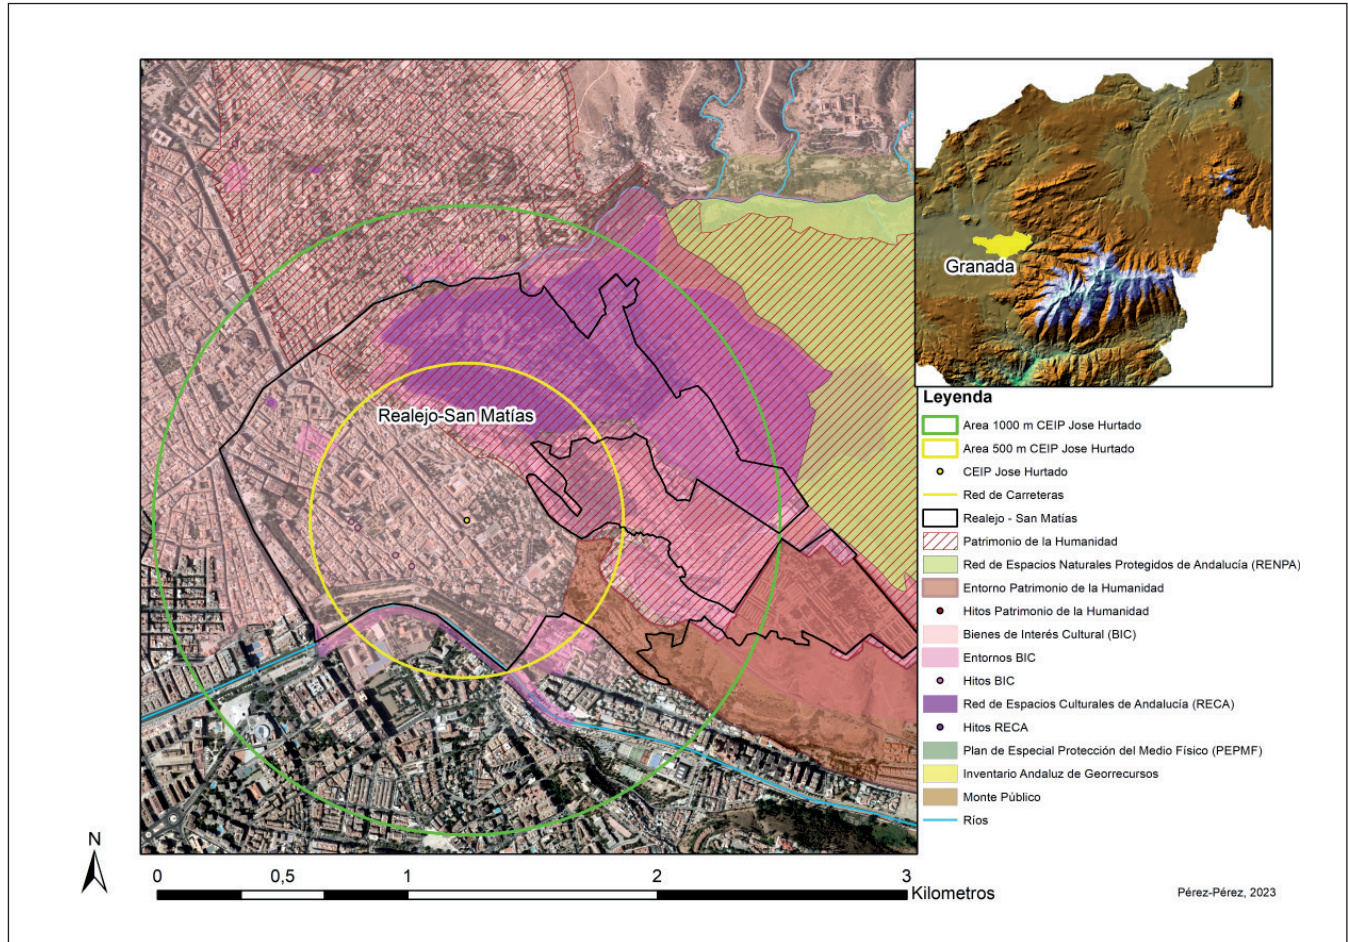 Realejo-San Matías
Granada
Leyenda
Area 1000 m CEIP Jose Hurtado
Area 500 m CEIP Jose Hurtado
CEIP Jose Hurtado
Red de Carreteras
Realejo - San Matías
Patrimonio de la Humanidad
Red de Espacios Naturales Protegidos de Andalucía (RENPA)
Entorno Patrimonio de la Humanidad
Hitos Patrimonio de la Humanidad
Bienes de Interés Cultural (BIC)
Entornos BIC
Hitos BIC
Red de Espacios Culturales de Andalucía (RECA)
Hitos RECA
Plan de Especial Protección del Medio Físico (PEPMF)
Inventario Andaluz de Georrecursos
Monte Público
Ríos
N
0 0,5 1 2 3
Kilometros
Pérez-Pérez, 2023